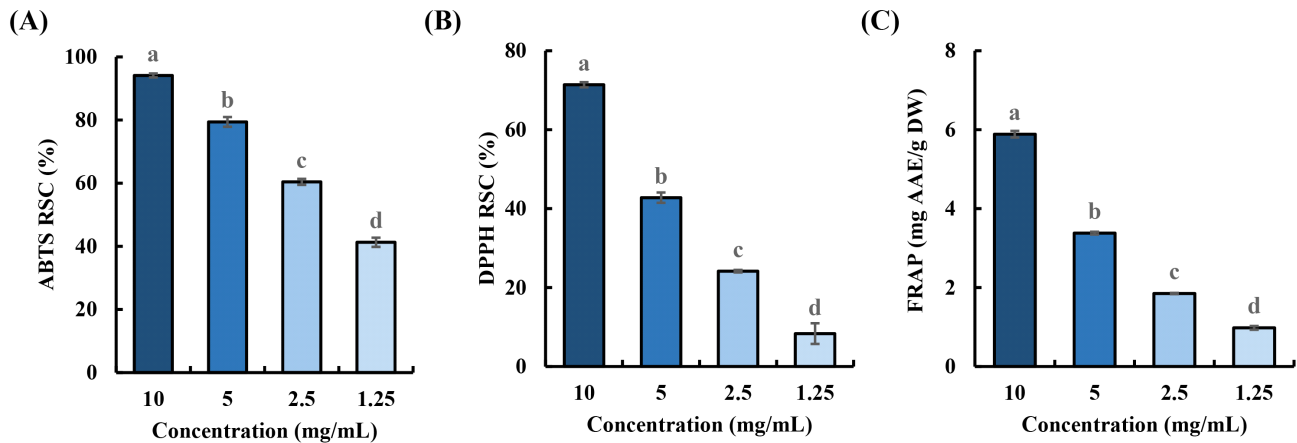 (A)
ABTS RSC (%)
100
80
60
40
20
0
a
b
c
d
10 5 2.5 1.25
Concentration (mg/mL)
(B)
DPPH RSC (%)
80
60
40
20
0
a
b
c
d
10 5 2.5 1.25
Concentration (mg/mL)
(C)
FRAP (mg AAE/g DW)
8
6
4
2
0
a
b
c
d
10 5 2.5 1.25
Concentration (mg/mL)